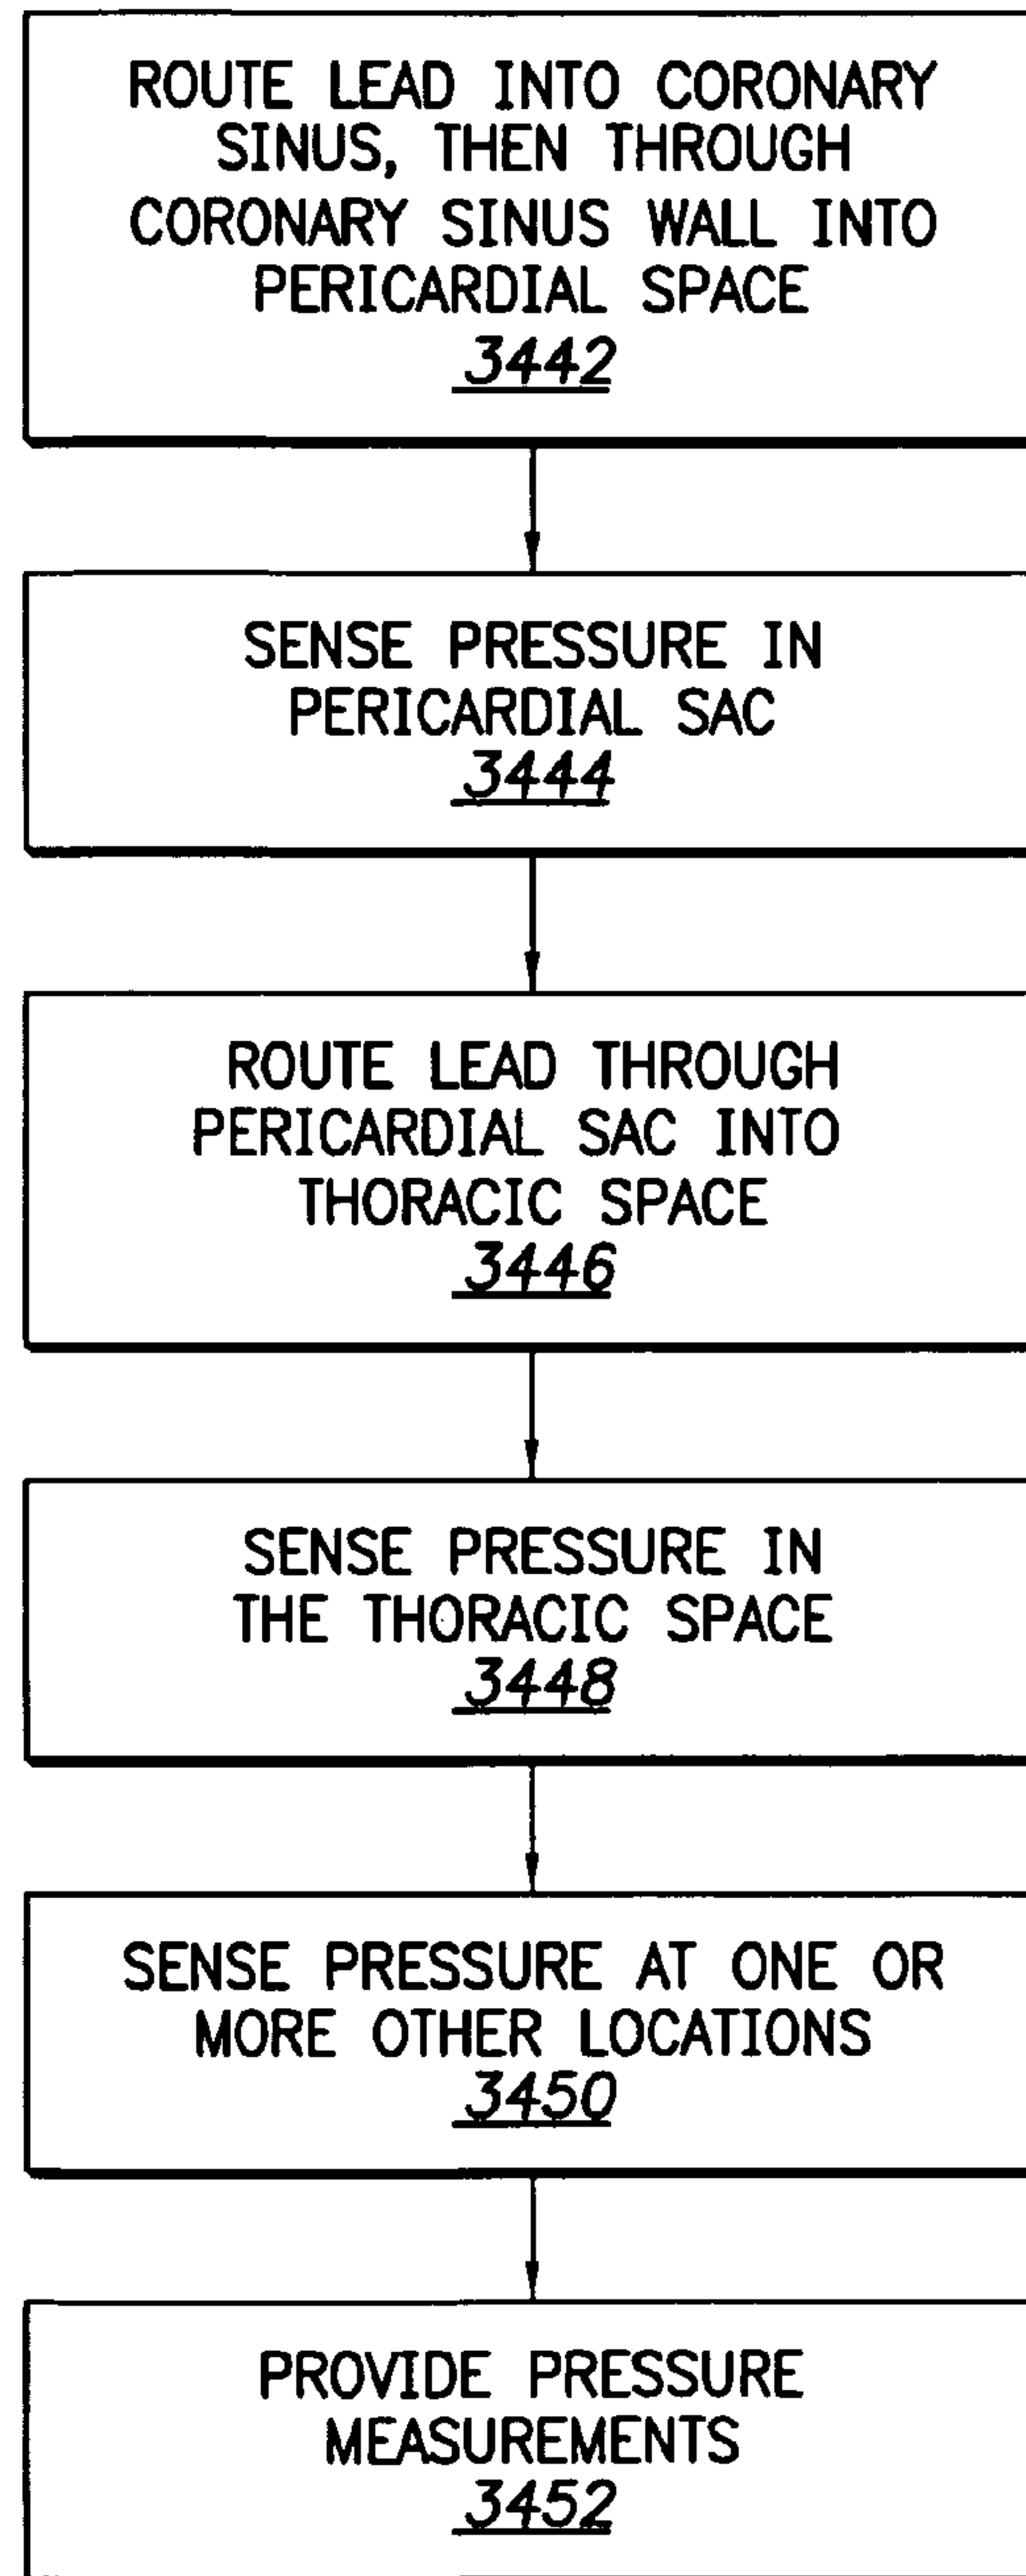 ROUTE LEAD INTO CORONARY
SINUS, THEN THROUGH
CORONARY SINUS WALL INTO
PERICARDIAL SPACE
3442
SENSE PRESSURE IN
PERICARDIAL SAC
3444
ROUTE LEAD THROUGH
PERICARDIAL SAC INTO
THORACIC SPACE
3446
SENSE PRESSURE IN
THE THORACIC SPACE
3448
SENSE PRESSURE AT ONE OR
MORE OTHER LOCATIONS
3450
PROVIDE PRESSURE
MEASUREMENTS
3452